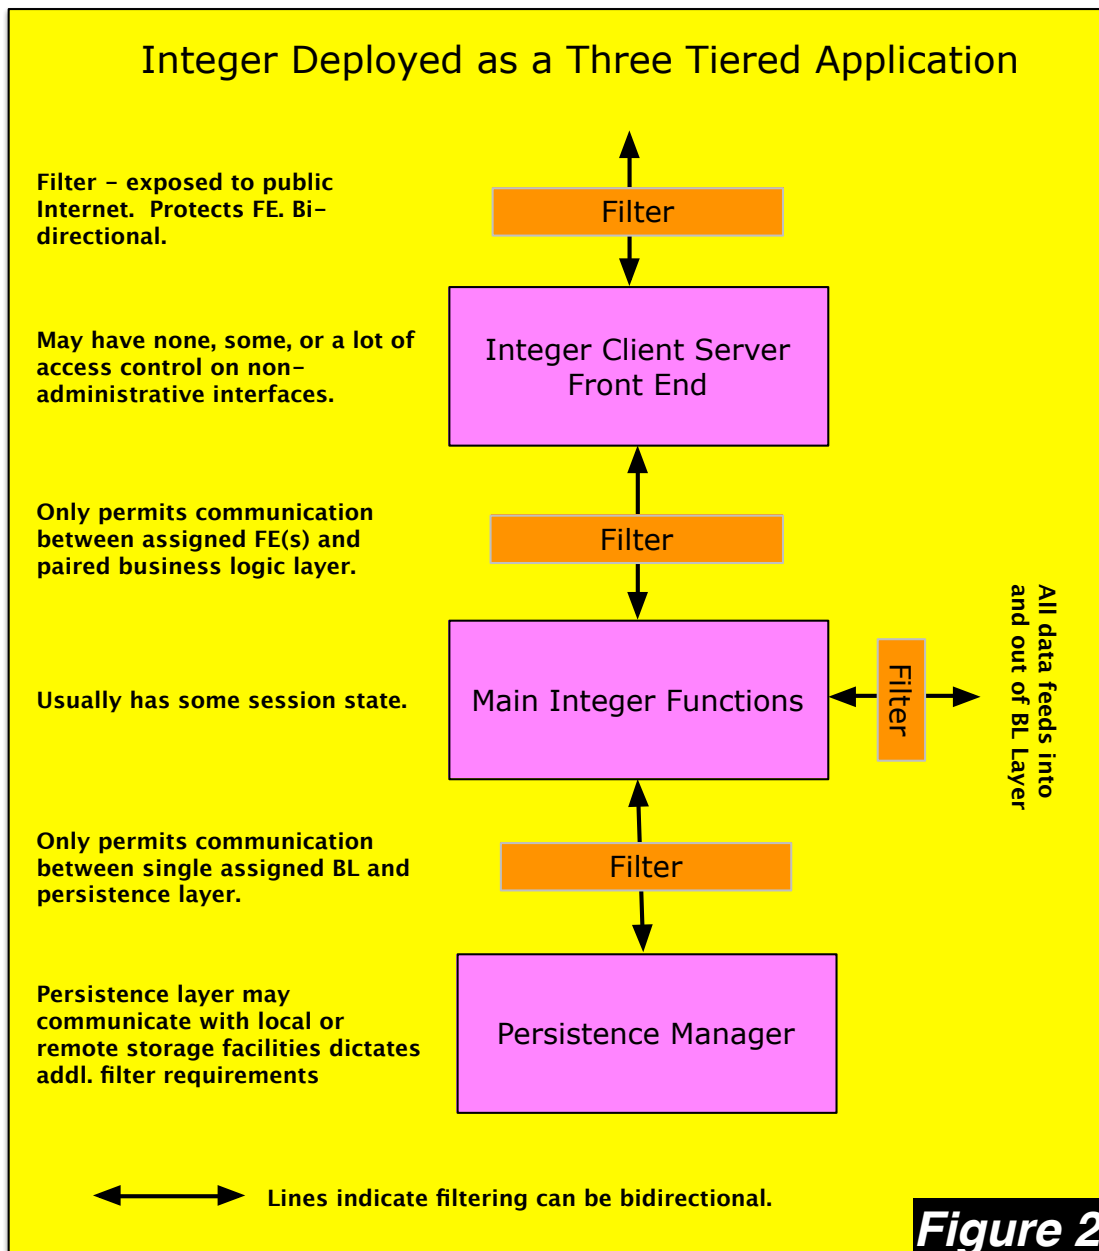 Integer Deployed as a Three Tiered Application
Filter – exposed to public
Internet.  Protects FE. Bi–
directional.
Filter
May have none, some, or a lot of
access control on non–
administrative interfaces.
Integer Client Server
Front End
Only permits communication
between assigned FE(s) and
paired business logic layer.
Filter
Usually has some session state.
Main Integer Functions
Filter
All data feeds into
and out of BL Layer
Only permits communication
between single assigned BL and
persistence layer.
Filter
Persistence layer may
communicate with local or
remote storage facilities dictates
addl. filter requirements
Persistence Manager
Lines indicate filtering can be bidirectional.
Figure 2